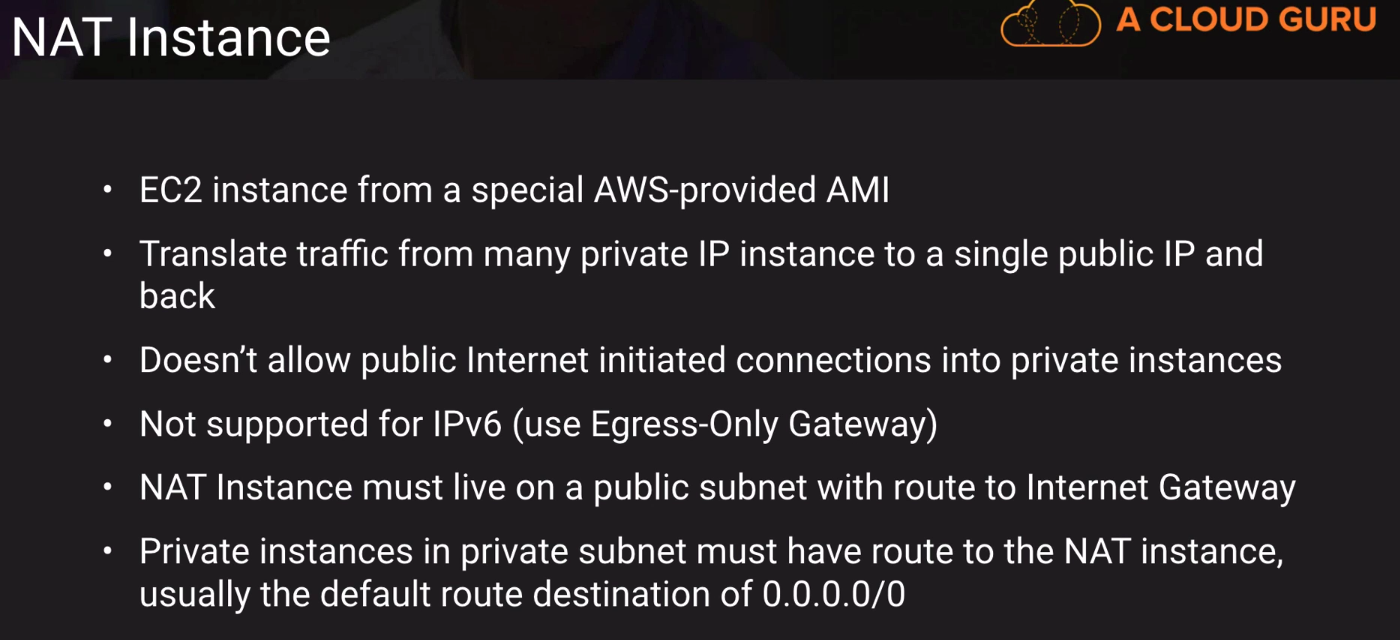 NAT Instance
A CLOUD GURU
• EC2 instance from a special AWS-provided AMI
• Translate traffic from many private IP instance to a single public IP and
back
• Doesn’t allow public Internet initiated connections into private instances
• Not supported for IPv6 (use Egress-Only Gateway)
• NAT Instance must live on a public subnet with route to Internet Gateway
• Private instances in private subnet must have route to the NAT instance,
usually the default route destination of 0.0.0.0/0